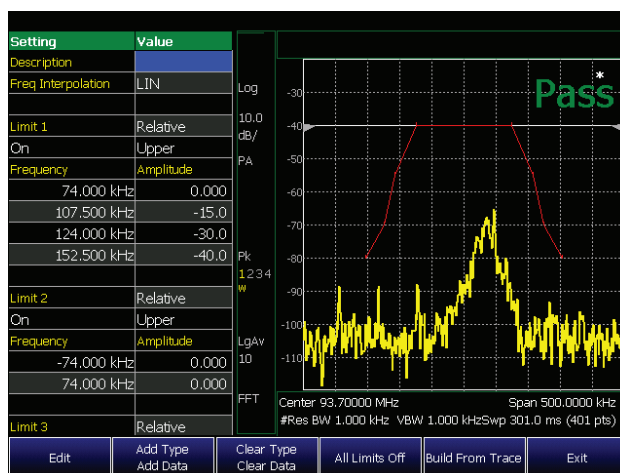 Setting Value
Description
Freq Interpolation LIN
Limit 1 Relative
On Upper
Frequency Amplitude
74.000 kHz 0.000
107.500 kHz -15.0
124.000 kHz -30.0
152.500 kHz -40.0
Limit 2 Relative
On Upper
Frequency Amplitude
-74.000 kHz 0.000
74.000 kHz 0.000
Limit 3 Relative
Log
10.0
dB/
PA
Pk
1234
W
LgAv
10
FFT
Pass
*
-30
-40
-50
-60
-70
-80
-90
-100
-110
Center 93.70000 MHz Span 500.0000 kHz
#Res BW 1.000 kHz VBW 1.000 kHzSwp 301.0 ms (401 pts)
Edit
Add Type
Add Data
Clear Type
Clear Data
All Limits Off
Build From Trace
Exit